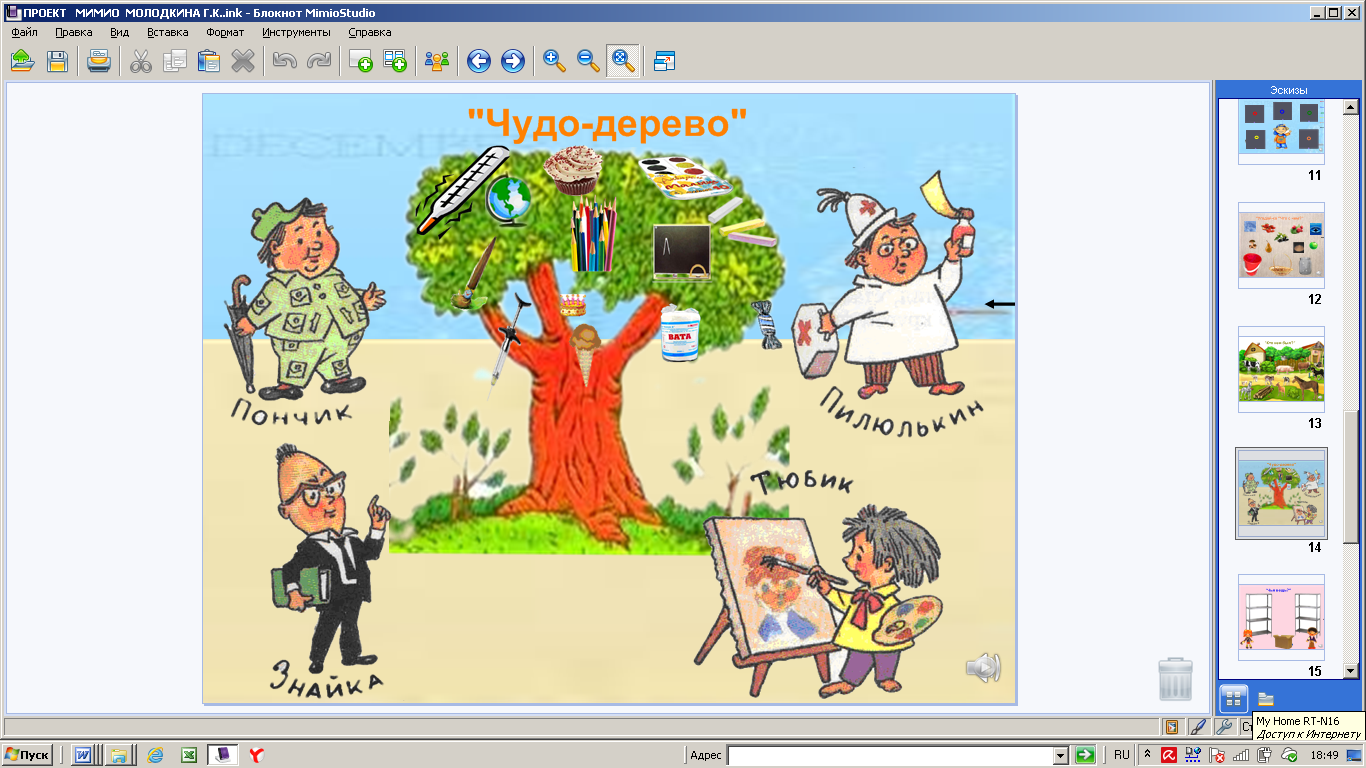 ПРОЕКТ МИМИО МОЛОДКИНА Г.К..ink - Блокнот MimioStudio
Файл Правка Вид Вставка Формат Инструменты Справка
Эскизы
"Чудо-дерево"
DECEMB
A
ВАТА
Пончик
Пилюлькин
Тюбик
Знайка
11
12
13
14
15
My Home RT-N16
Доступ к Интернету
Пуск
Адрес
RU
18:49